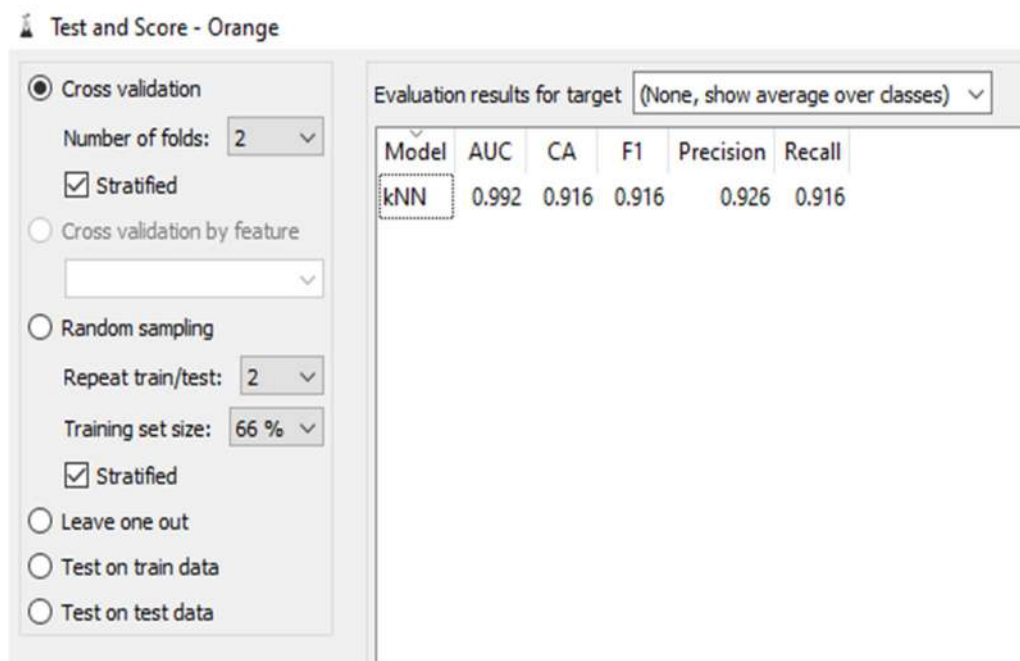 Test and Score - Orange
Cross validation
Number of folds: 2
Stratified
Cross validation by feature
Random sampling
Repeat train/test: 2
Training set size: 66 %
Stratified
Leave one out
Test on train data
Test on test data
Evaluation results for target (None, show average over classes)
Model AUC CA F1 Precision Recall
kNN 0.992 0.916 0.916 0.926 0.916